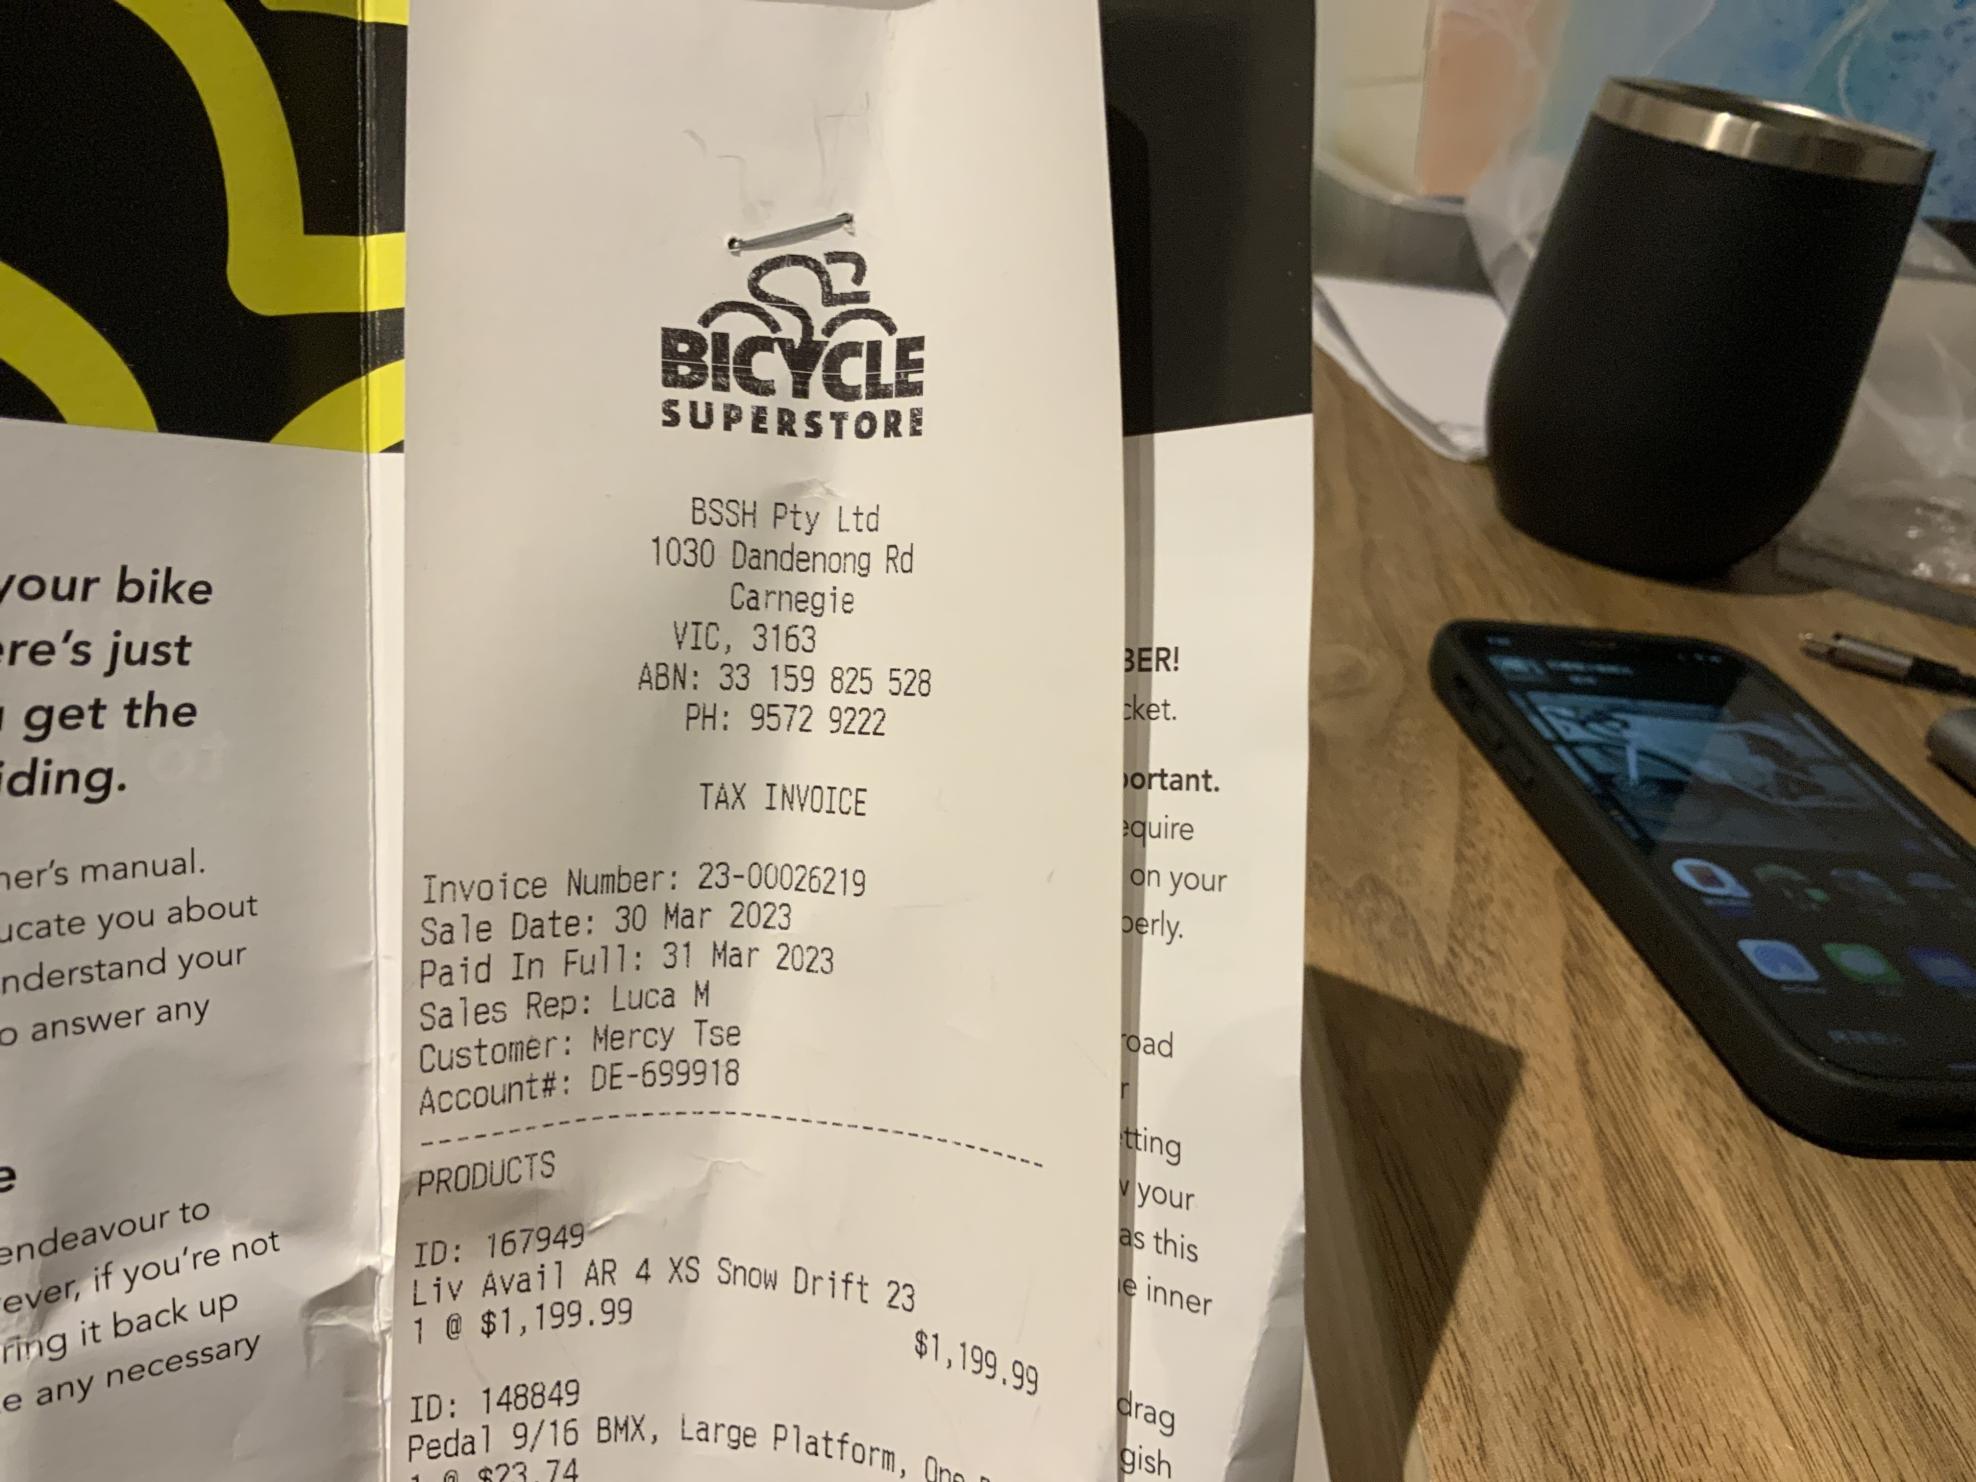 BICYCLE
SUPERSTORE
BSSH Pty Ltd
1030 Dandenong Rd
Carnegie
VIC, 3163
ABN: 33 159 825 528
PH: 9572 9222
TAX INVOICE
Invoice Number: 23-00026219
Sale Date: 30 Mar 2023
Paid In Full: 31 Mar 2023
Sales Rep: Luca M
Customer: Mercy Tse
Account#: DE-699918
PRODUCTS
ID: 167949
Liv Avail AR 4 XS Snow Drift 23
1 @ $1,199.99
$1,199.99
ID: 148849
Pedal 9/16 BMX, Large Platform, One
1 @ $23.74
your bike
ere's just
get the
iding.
ner's manual.
ucate you about
nderstand your
o answer any
e
endeavour to
ever, if you're not
ring it back up
e any necessary
BER!
cket.
portant.
equire
on your
perly.
road
r
etting
your
as this
e inner
drag
gish